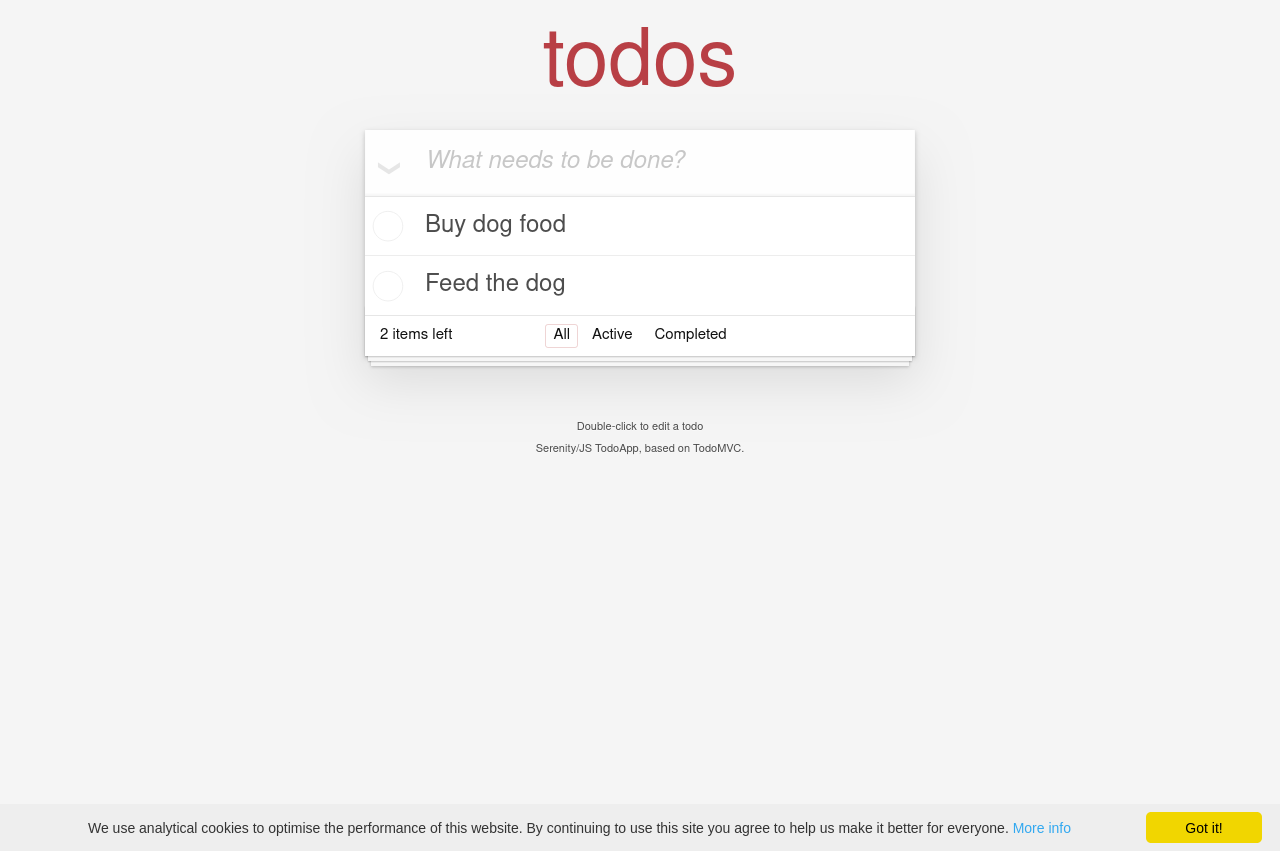 todos
What needs to be done?
Buy dog food
Feed the dog
2 items left All Active Completed
Double-click to edit a todo
Serenity/JS TodoApp, based on TodoMVC.
We use analytical cookies to optimise the performance of this website. By continuing to use this site you agree to help us make it better for everyone. More info Got it!